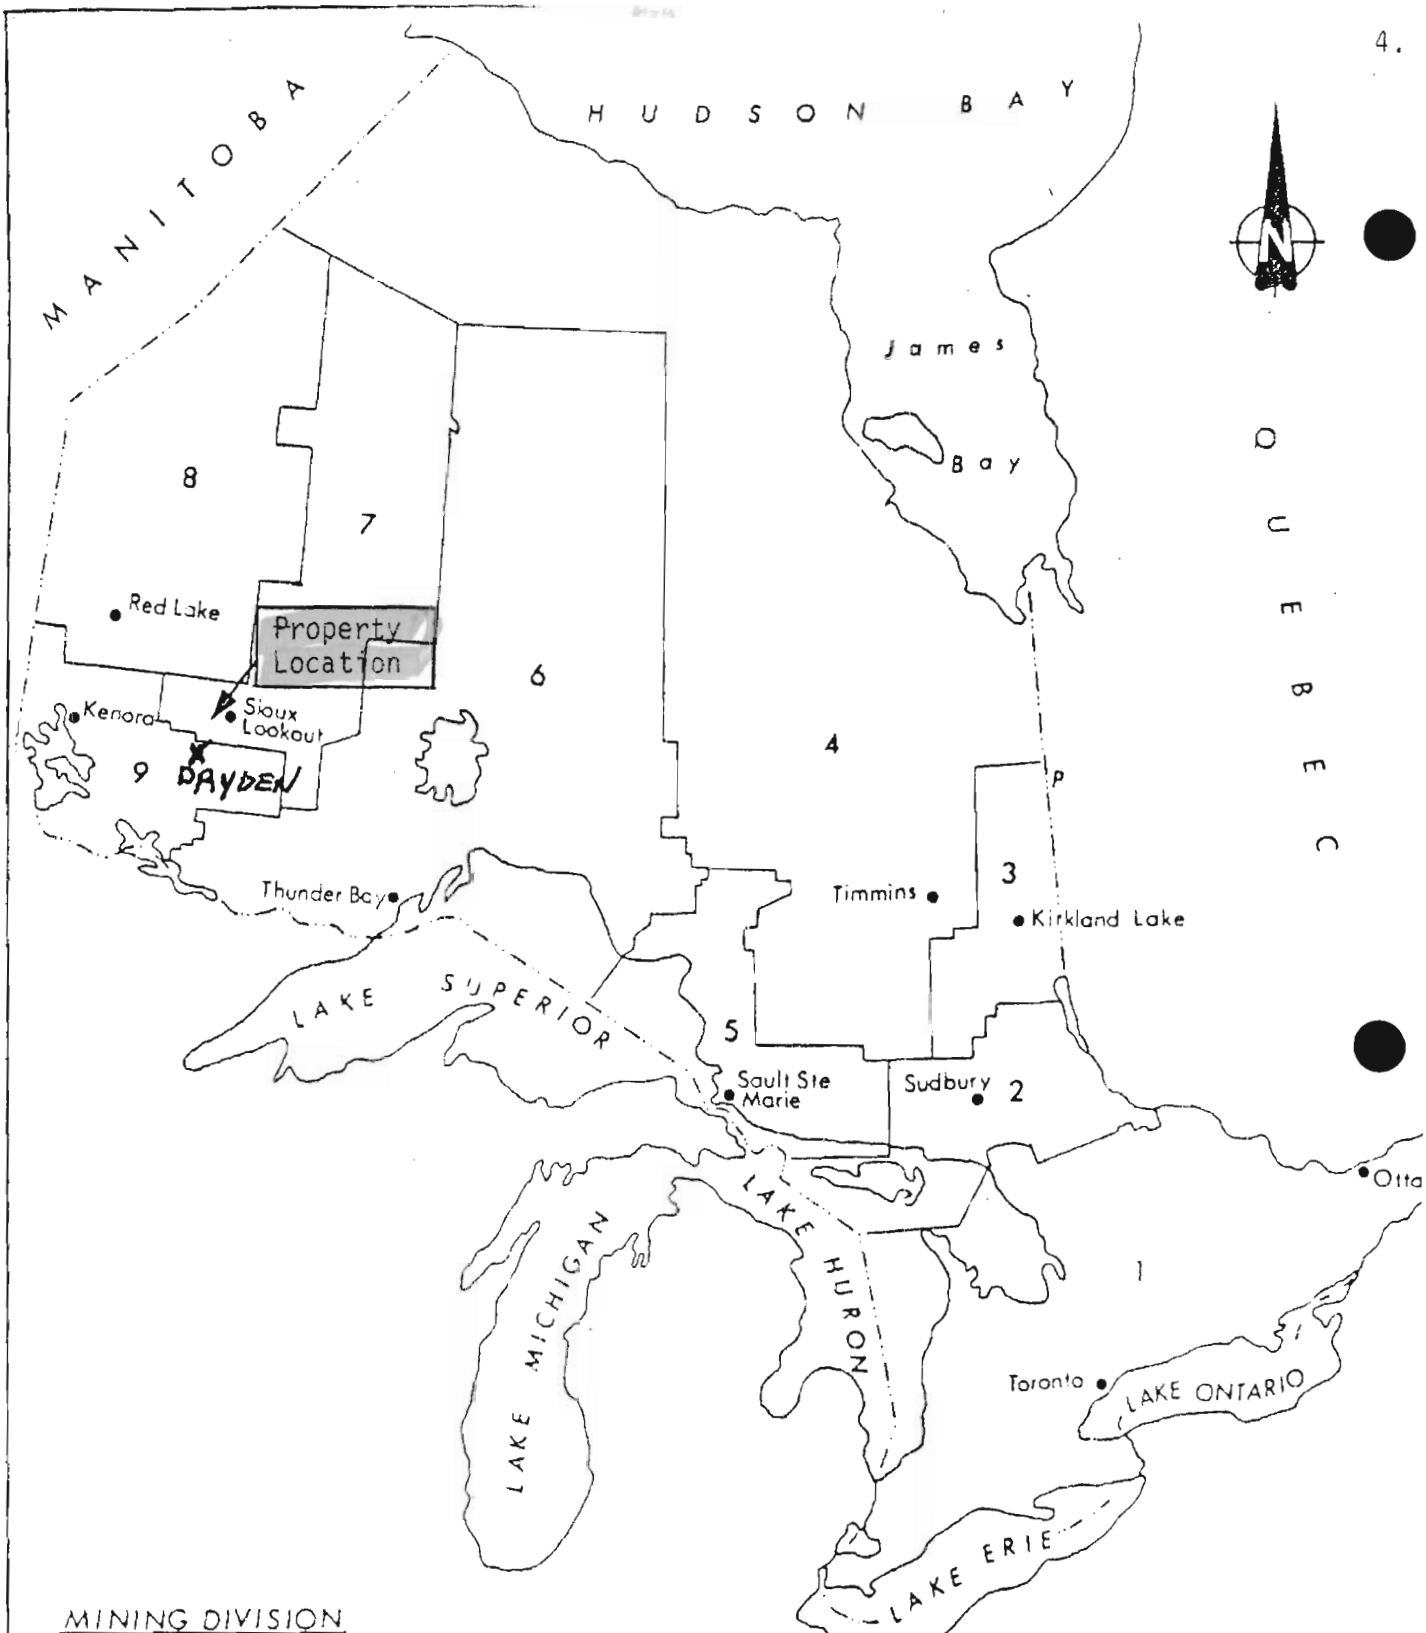 4.
HUDSON BAY
MANITOBA
N
James
Bay
QUEBEC
8
7
Red Lake
Property
Location
6
Kenora
Sioux
Lookout
4
9
DAYDEN
P
3
Thunder Bay
Timmins
Kirkland Lake
LAKE SUPERIOR
5
Sault Ste
Marie
Sudbury
2
Otta
LAKE HURON
LAKE MICHIGAN
1
Toronto
LAKE ONTARIO
LAKE ERIE
MINING DIVISION